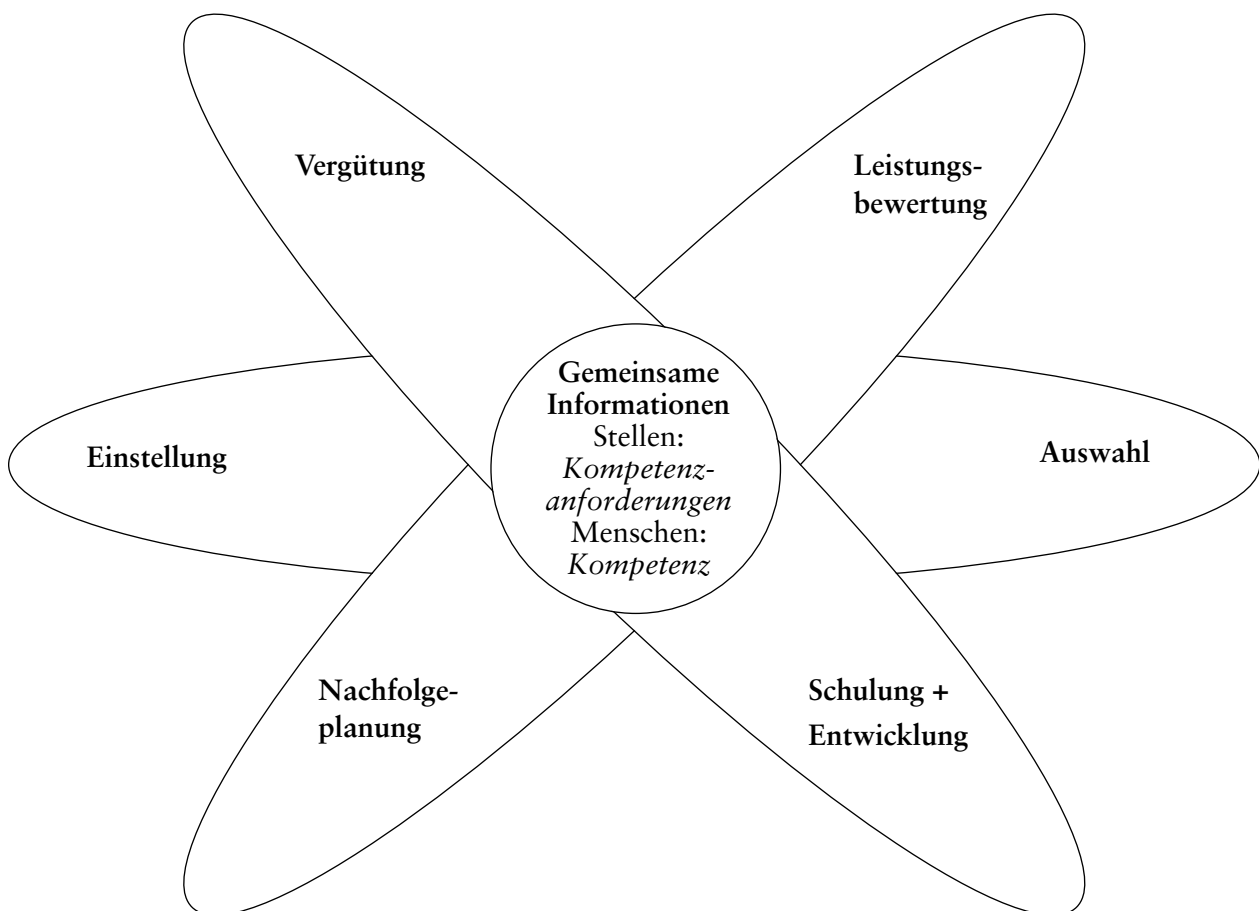 Vergütung
Leistungs-
bewertung
Gemeinsame
Informationen
Stellen:
Kompetenz-
anforderungen
Menschen:
Kompetenz
Einstellung
Auswahl
Nachfolge-
planung
Schulung +
Entwicklung